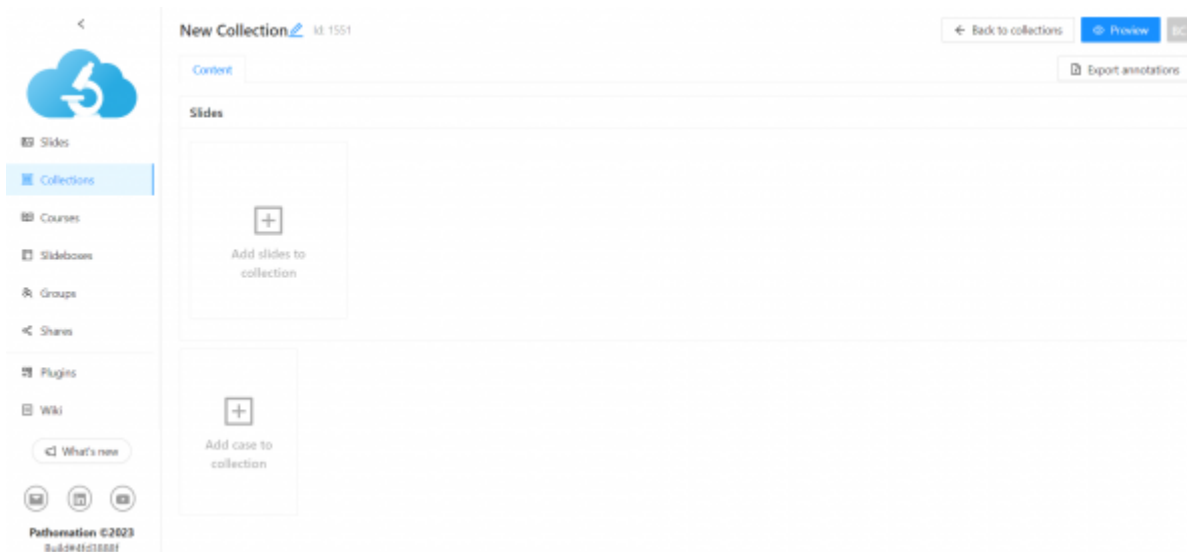 New Collection Id: 1551
Back to collections
Preview
BC
Content
Export annotations
Slides
Add slides to
collection
Add case to
collection
Slides
Collections
Courses
Slideboxes
Groups
Shares
Plugins
Wiki
What's new
Pathomation ©2023